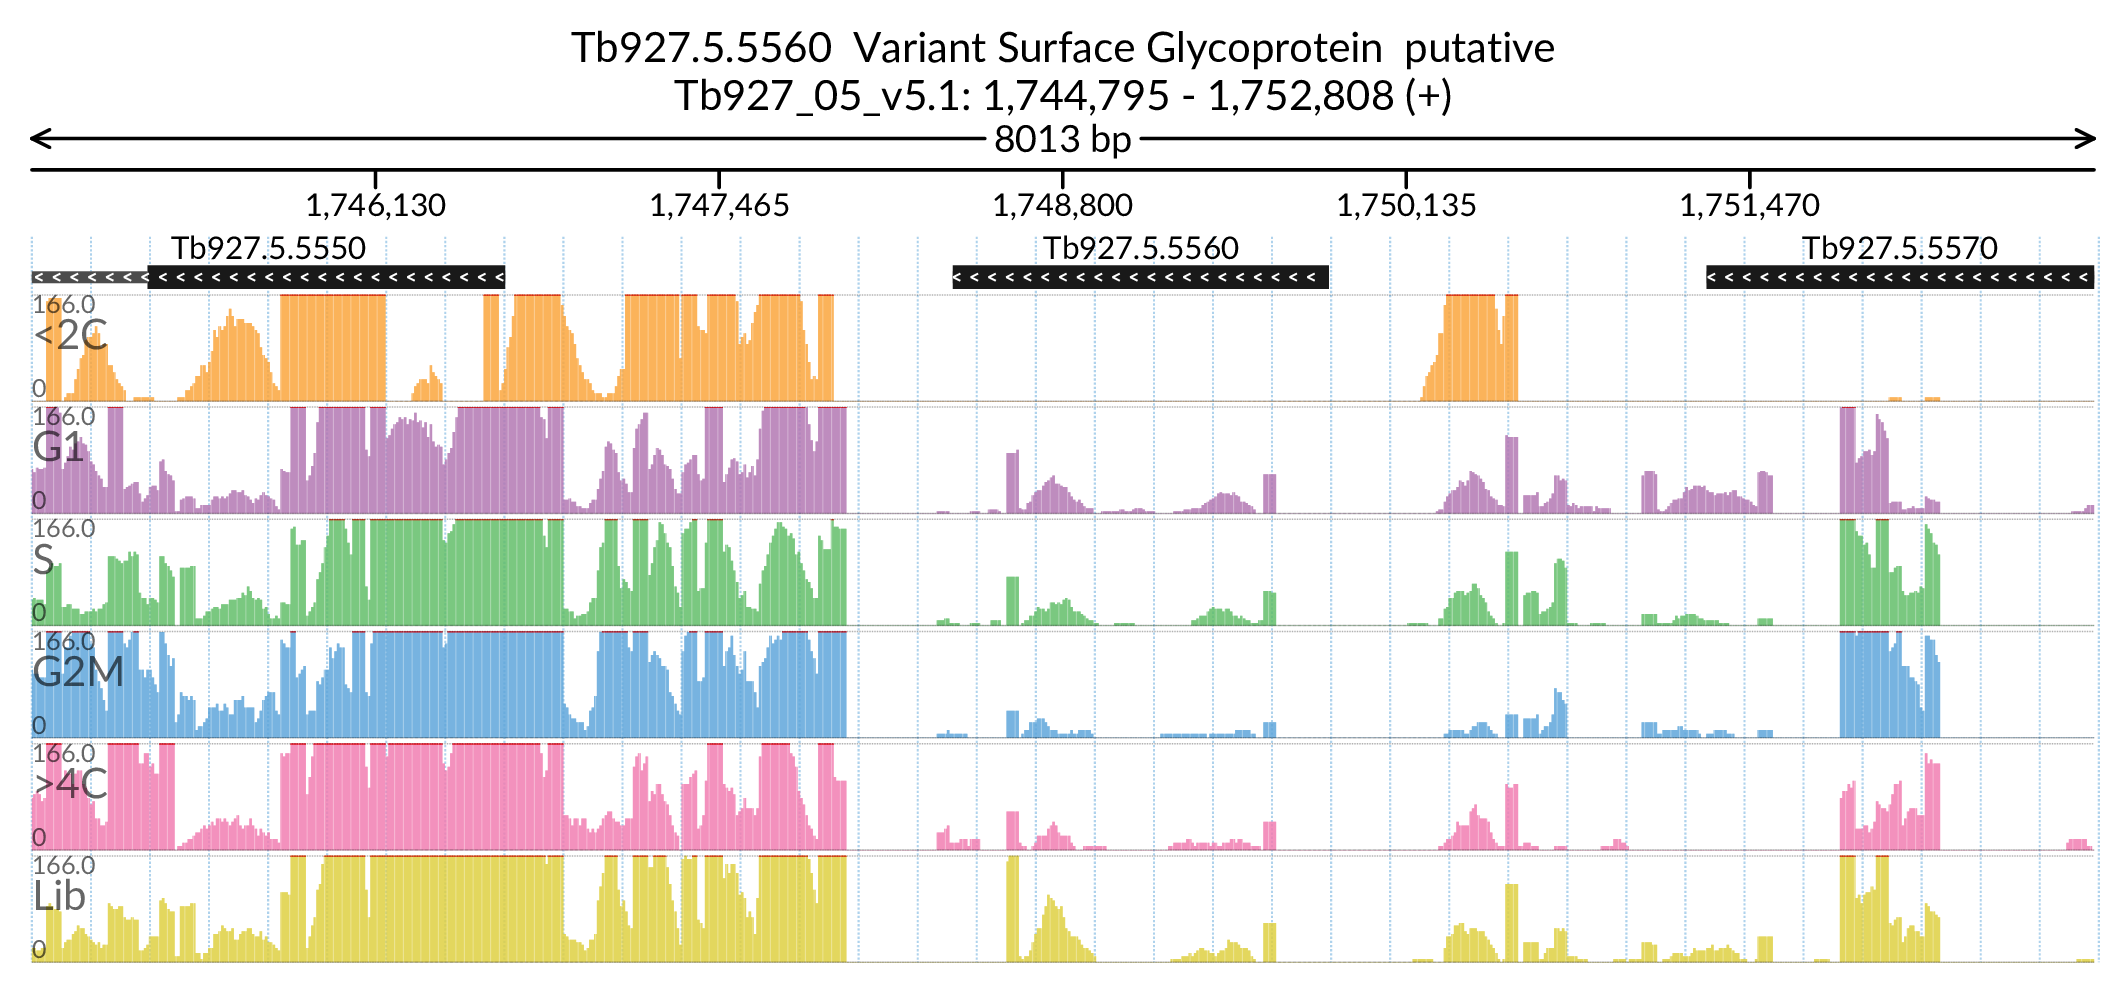 Tb927.5.5560  Variant Surface Glycoprotein  putative
Tb927_05_v5.1: 1,744,795 - 1,752,808 (+)
8013 bp
1,746,130 1,747,465 1,748,800 1,750,135 1,751,470
Tb927.5.5550 Tb927.5.5560 Tb927.5.5570
166.0
<2C
0
166.0
G1
0
166.0
S
0
166.0
G2M
0
166.0
>4C
0
166.0
Lib
0